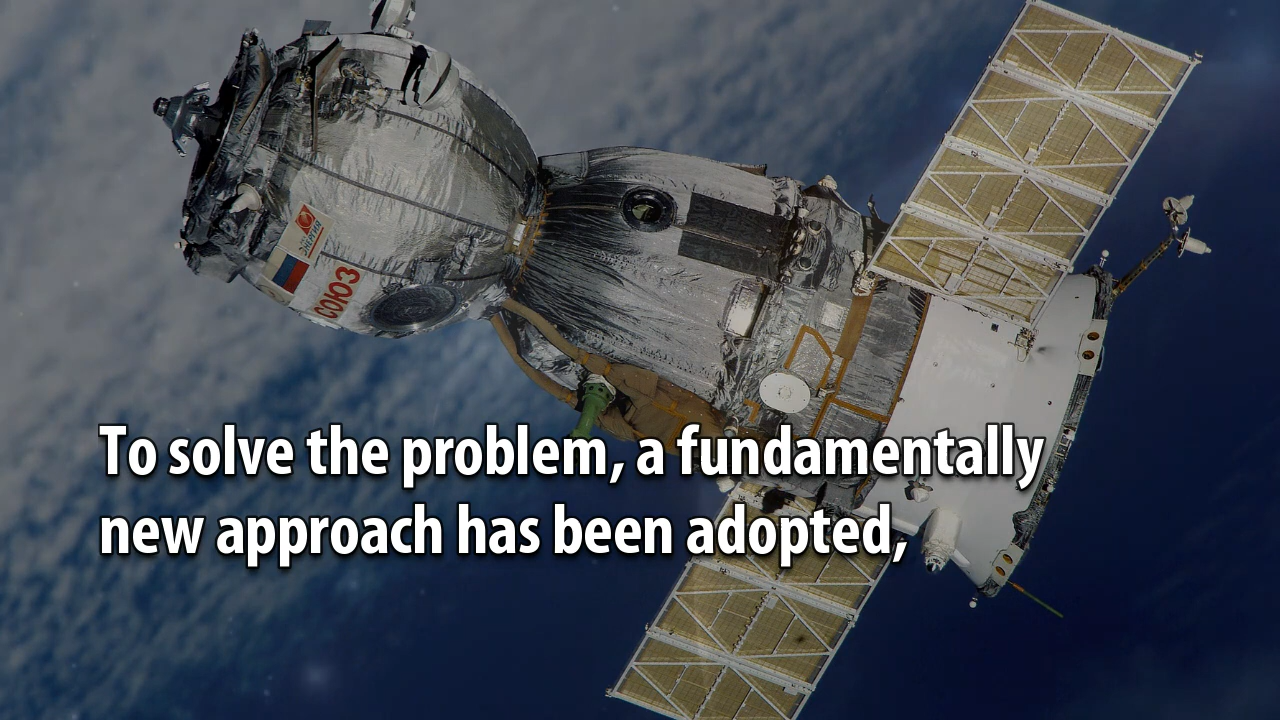 СОЮЗ
To solve the problem, a fundamentally
new approach has been adopted,